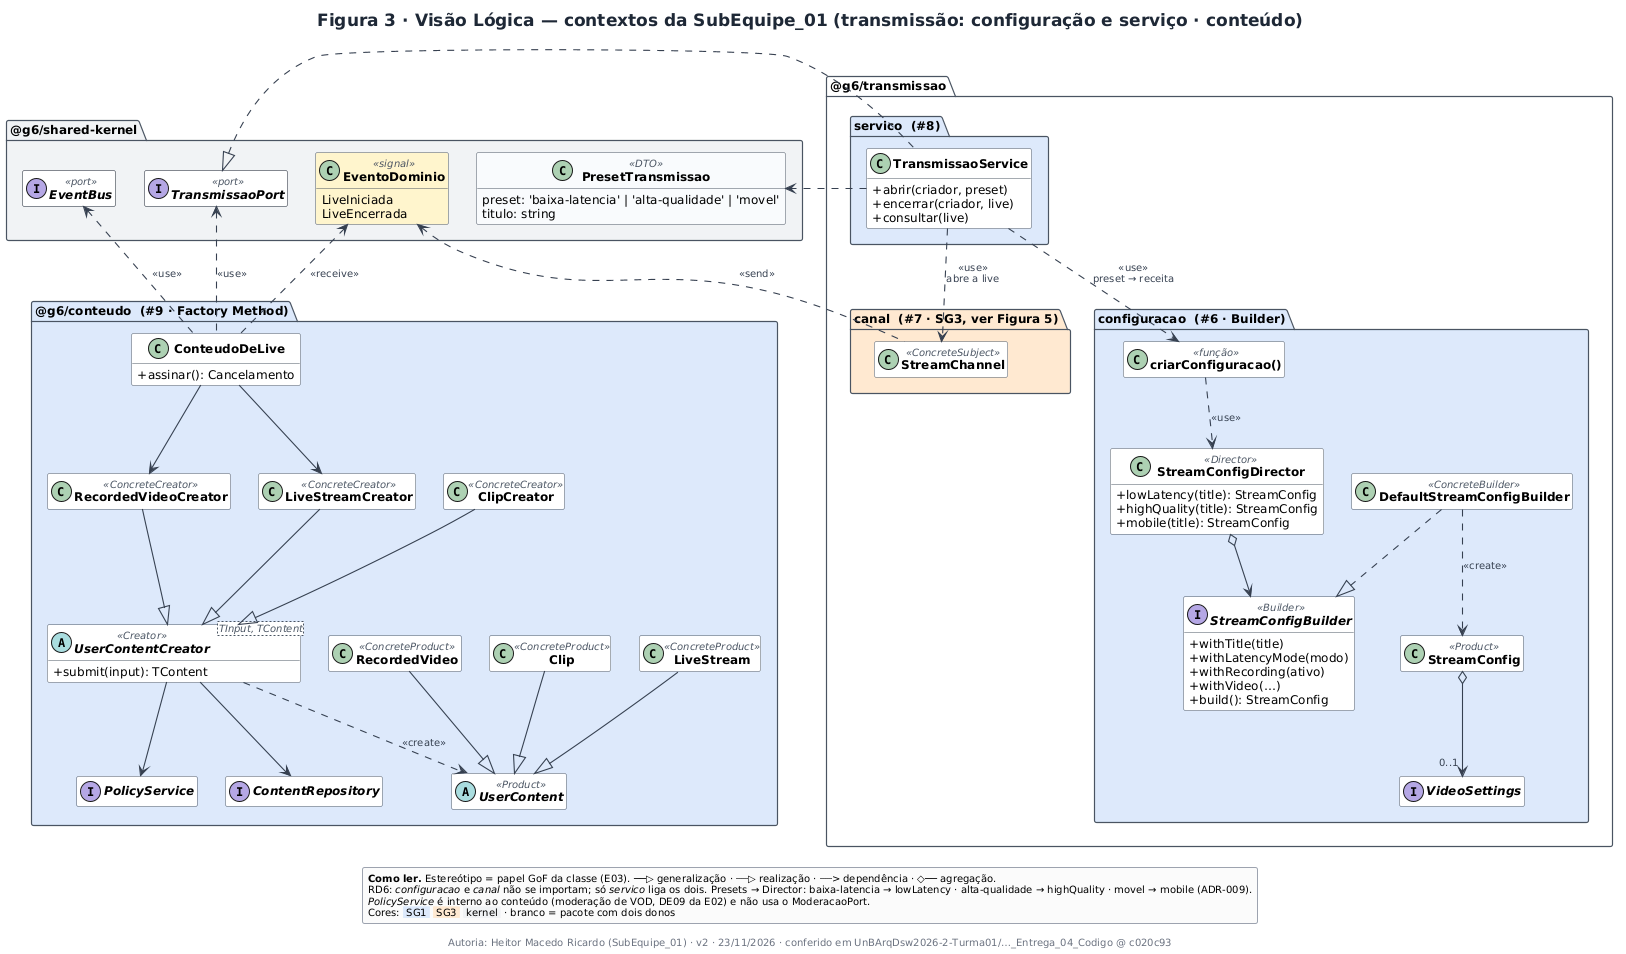 Figura 3 · Visão Lógica — contextos da SubEquipe_01 (transmissão: configuração e serviço · conteúdo)
@g6/transmissao
servico (#8)
C TransmissaoService
+abrir(criador, preset)
+encerrar(criador, live)
+consultar(live)
@g6/shared-kernel
I «port»
EventBus
I «port»
TransmissaoPort
C «signal»
EventoDominio
LiveIniciada
LiveEncerrada
C «DTO»
PresetTransmissao
preset: 'baixa-latencia' | 'alta-qualidade' | 'movel'
titulo: string
«use»
«use»
«receive»
«send»
«use»
abre a live
«use»
preset → receita
@g6/conteudo (#9 · Factory Method)
C ConteudoDeLive
+assinar(): Cancelamento
canal (#7 · SG3, ver Figura 5)
C «ConcreteSubject»
StreamChannel
configuracao (#6 · Builder)
C «função»
criarConfiguracao()
«use»
C «ConcreteCreator»
RecordedVideoCreator
C «ConcreteCreator»
LiveStreamCreator
C «ConcreteCreator»
ClipCreator
C «Director»
StreamConfigDirector
+lowLatency(title): StreamConfig
+highQuality(title): StreamConfig
+mobile(title): StreamConfig
C «ConcreteBuilder»
DefaultStreamConfigBuilder
«create»
A «Creator»
UserContentCreator
TInput, TContent
+submit(input): TContent
C «ConcreteProduct»
RecordedVideo
C «ConcreteProduct»
Clip
C «ConcreteProduct»
LiveStream
I «Builder»
StreamConfigBuilder
+withTitle(title)
+withLatencyMode(modo)
+withRecording(ativo)
+withVideo(...)
+build(): StreamConfig
C «Product»
StreamConfig
«create»
0..1
I PolicyService
I ContentRepository
A «Product»
UserContent
I VideoSettings
Como ler. Estereótipo = papel GoF da classe (E03). ──▷ generalização · ──▷ realização · ──> dependência · ◇── agregação.
RD6: configuracao e canal não se importam; só servico liga os dois. Presets → Director: baixa-latencia → lowLatency · alta-qualidade → highQuality · movel → mobile (ADR-009).
PolicyService é interno ao conteúdo (moderação de VOD, DE09 da E02) e não usa o ModeracaoPort.
Cores: SG1 SG3 kernel · branco = pacote com dois donos
Autoria: Heitor Macedo Ricardo (SubEquipe_01) · v2 · 23/11/2026 · conferido em UnBArqDsw2026-2-Turma01/..._Entrega_04_Codigo @ c020c93